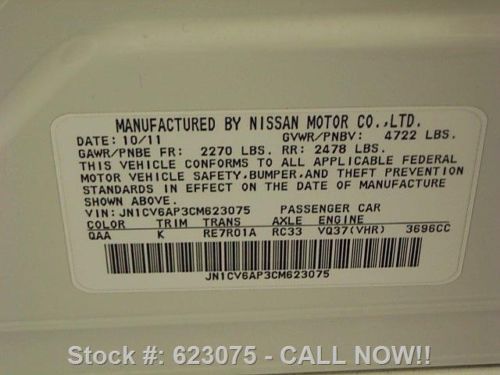 MANUFACTURED BY NISSAN MOTOR CO.,LTD.
DATE: 10/11 GVWR/PNBV: 4722 LBS.
GAWR/PNBE FR: 2270 LBS. RR: 2478 LBS.
THIS VEHICLE CONFORMS TO ALL APPLICABLE FEDERAL
MOTOR VEHICLE SAFETY,BUMPER,AND THEFT PREVENTION
STANDARDS IN EFFECT ON THE DATE OF MANUFACTURE
SHOWN ABOVE.
VIN: JN1CV6AP3CM623075 PASSENGER CAR
COLOR TRIM TRANS AXLE ENGINE
QAA K RE7R01A RC33 VQ37(VHR) 3696CC
JN1CV6AP3CM623075
Stock #: 623075 - CALL NOW!!